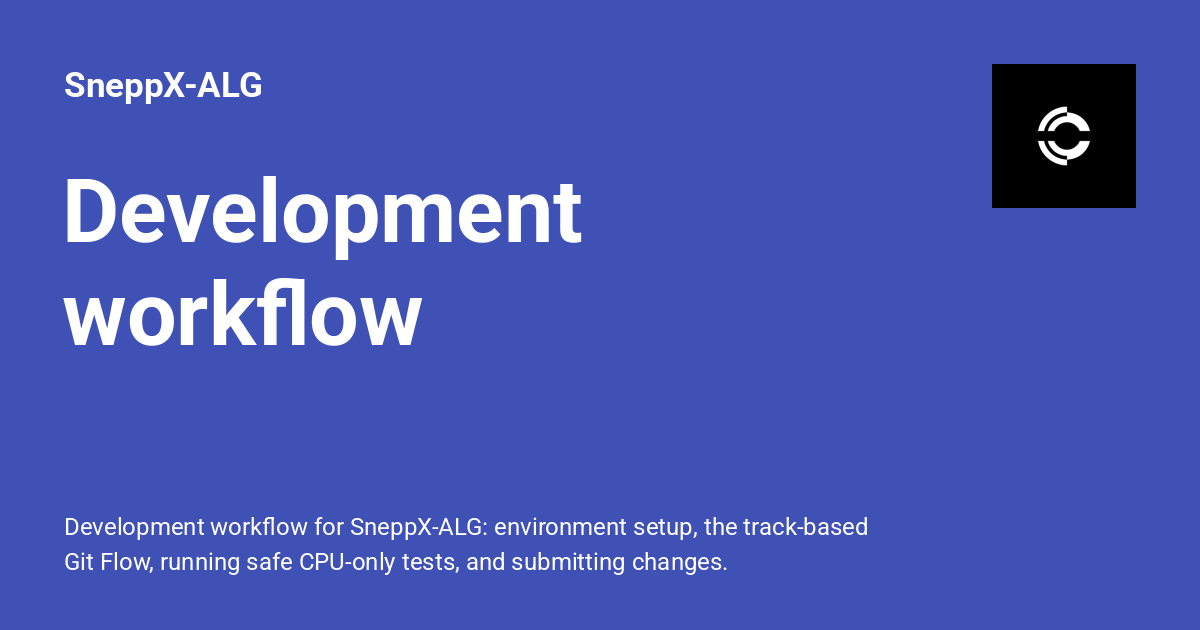 SneppX-ALG
Development
workflow
Development workflow for SneppX-ALG: environment setup, the track-based
Git Flow, running safe CPU-only tests, and submitting changes.